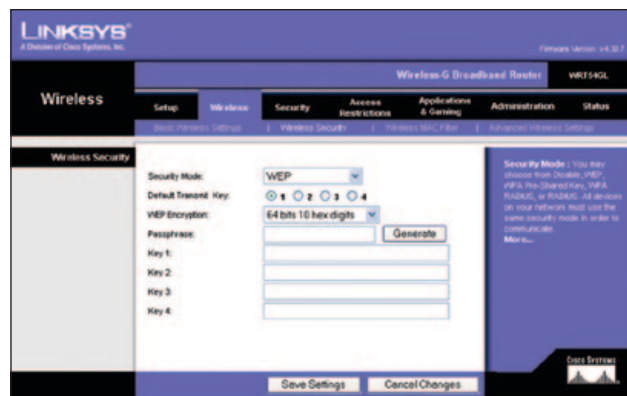 LINKSYS®
A Division of Cisco Systems, Inc.
Firmware Version: v4.30.7
Wireless-G Broadband Router WRT54GL
Wireless
Setup Wireless Security Access Restrictions Applications & Gaming Administration Status
Basic Wireless Settings | Wireless Security | Wireless MAC Filter | Advanced Wireless Settings
Wireless Security
Security Mode: WEP
Default Transmit Key: 1 2 3 4
WEP Encryption: 64 bits 10 hex digits
Passphrase: Generate
Key 1:
Key 2:
Key 3:
Key 4:
Security Mode : You may
choose from Disable, WEP,
WPA Pre-Shared Key, WPA
RADIUS, or RADIUS. All devices
on your network must use the
same security mode in order to
communicate.
More...
Save Settings Cancel Changes
CISCO SYSTEMS